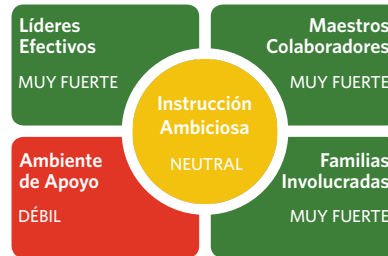 Líderes
Efectivos
MUY FUERTE
Maestros
Colaboradores
MUY FUERTE
Instrucción
Ambiciosa
NEUTRAL
Ambiente
de Apoyo
DÉBIL
Familias
Involucradas
MUY FUERTE